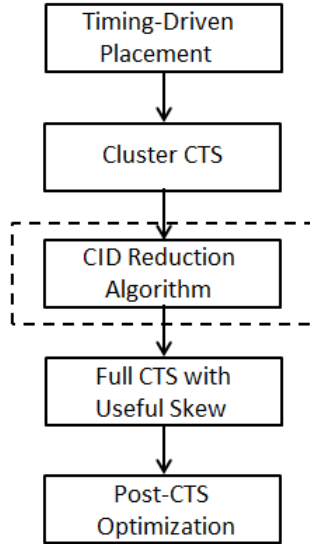 Timing-Driven
Placement
Cluster CTS
CID Reduction
Algorithm
Full CTS with
Useful Skew
Post-CTS
Optimization